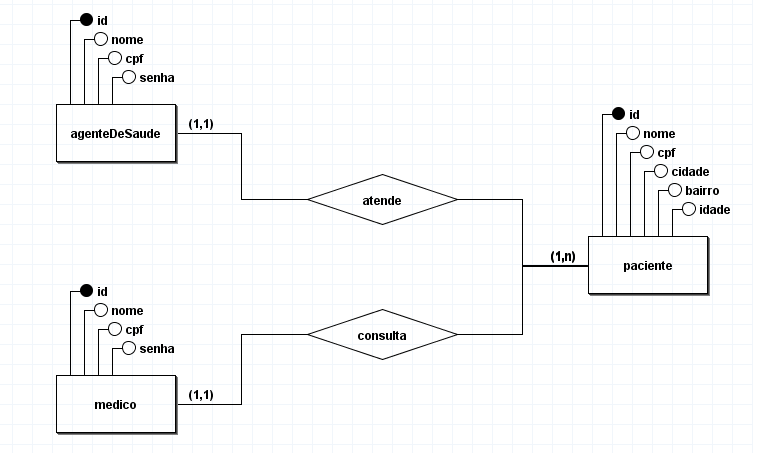 id
nome
cpf
senha
agenteDeSaude
(1,1)
atende
id
nome
cpf
cidade
bairro
idade
(1,n)
paciente
id
nome
cpf
senha
medico
(1,1)
consulta